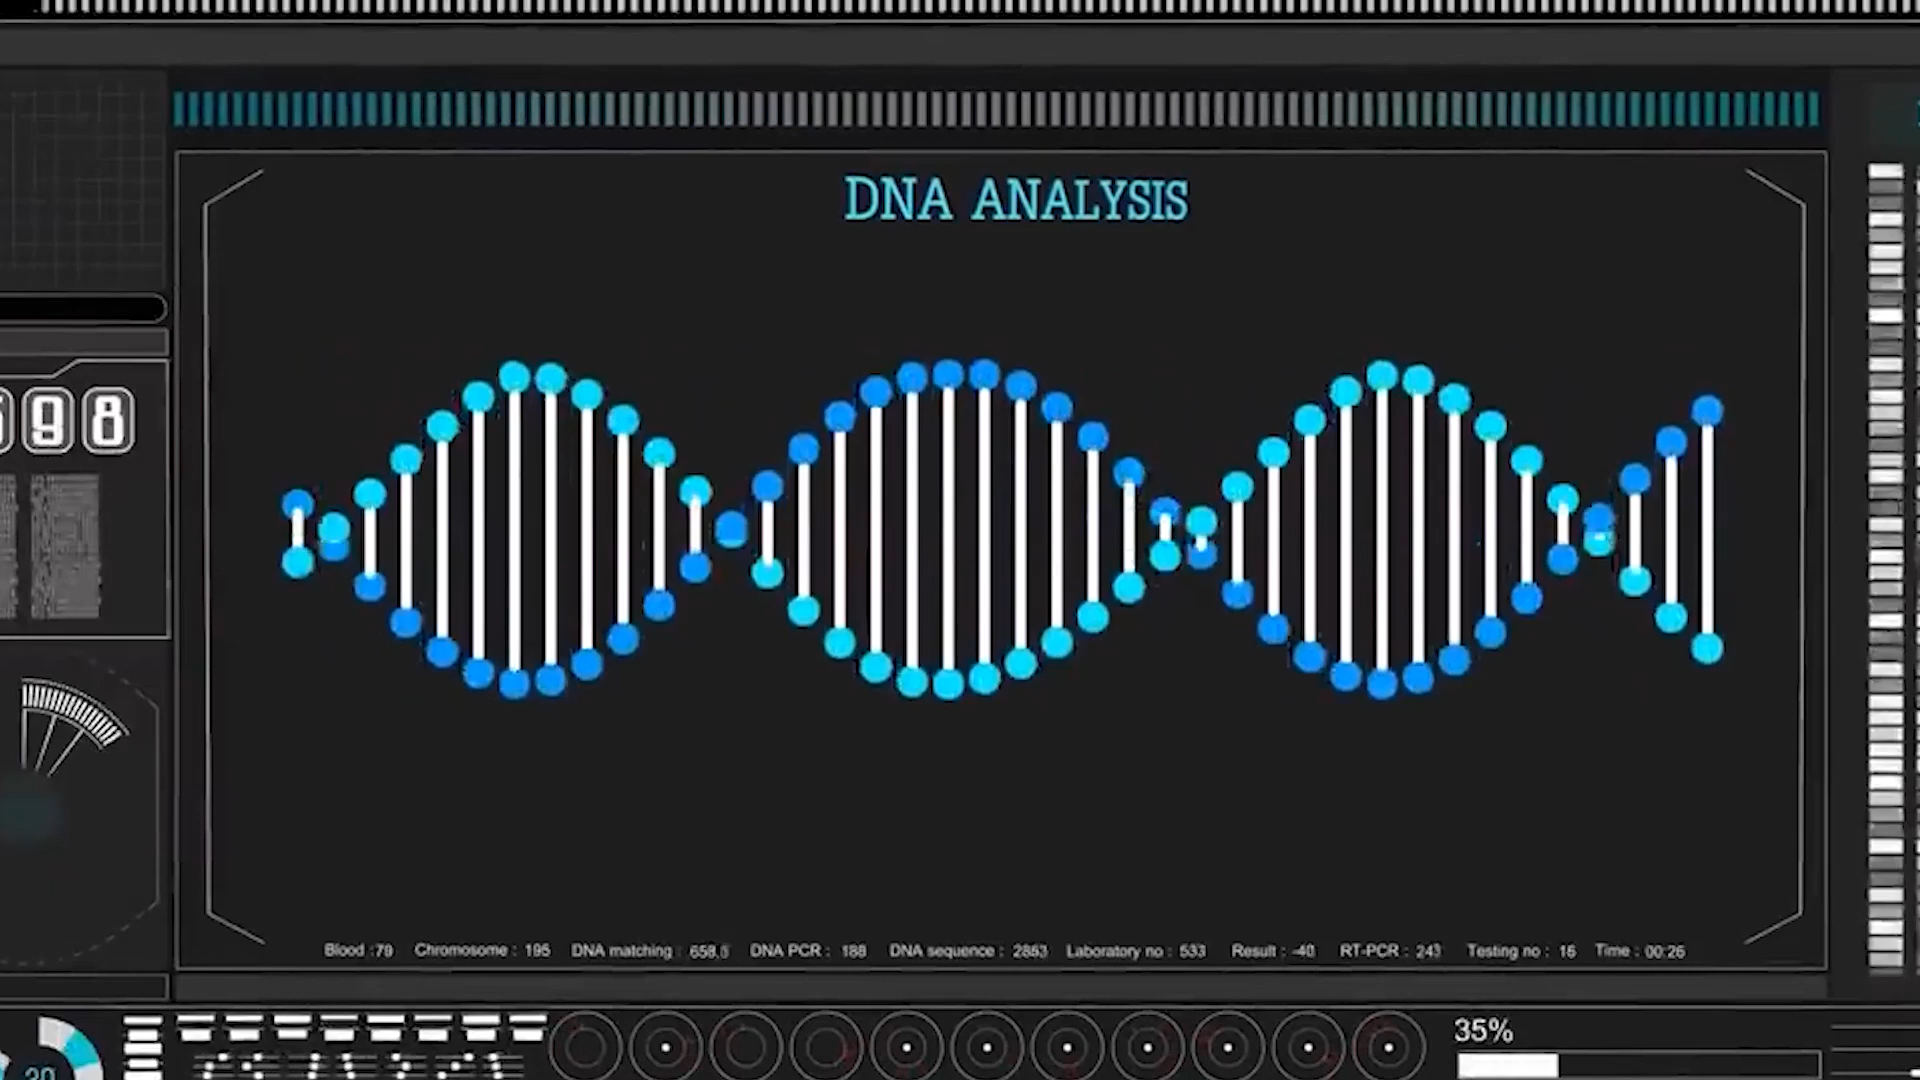 DNA ANALYSIS
98
Blood :79 Chromosome : 195 DNA matching : 658.5 DNA PCR : 188 DNA sequence : 2863 Laboratory no : 533 Result : -40 RT-PCR : 243 Testing no : 16 Time : 00:26
35%